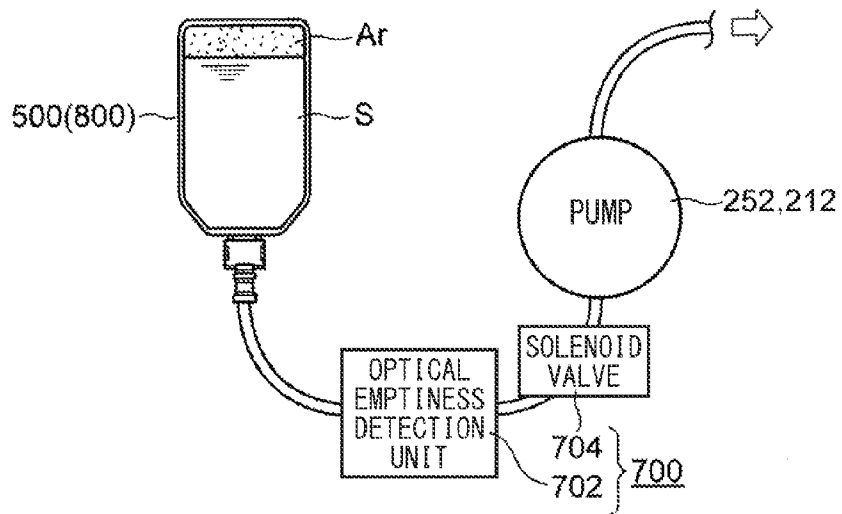 Ar
500(800)
S
PUMP
252,212
SOLENOID
VALVE
OPTICAL
EMPTINESS
DETECTION
UNIT
704
702
700